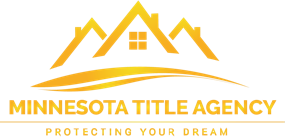 MINNESOTA TITLE AGENCY
PROTECTING YOUR DREAM